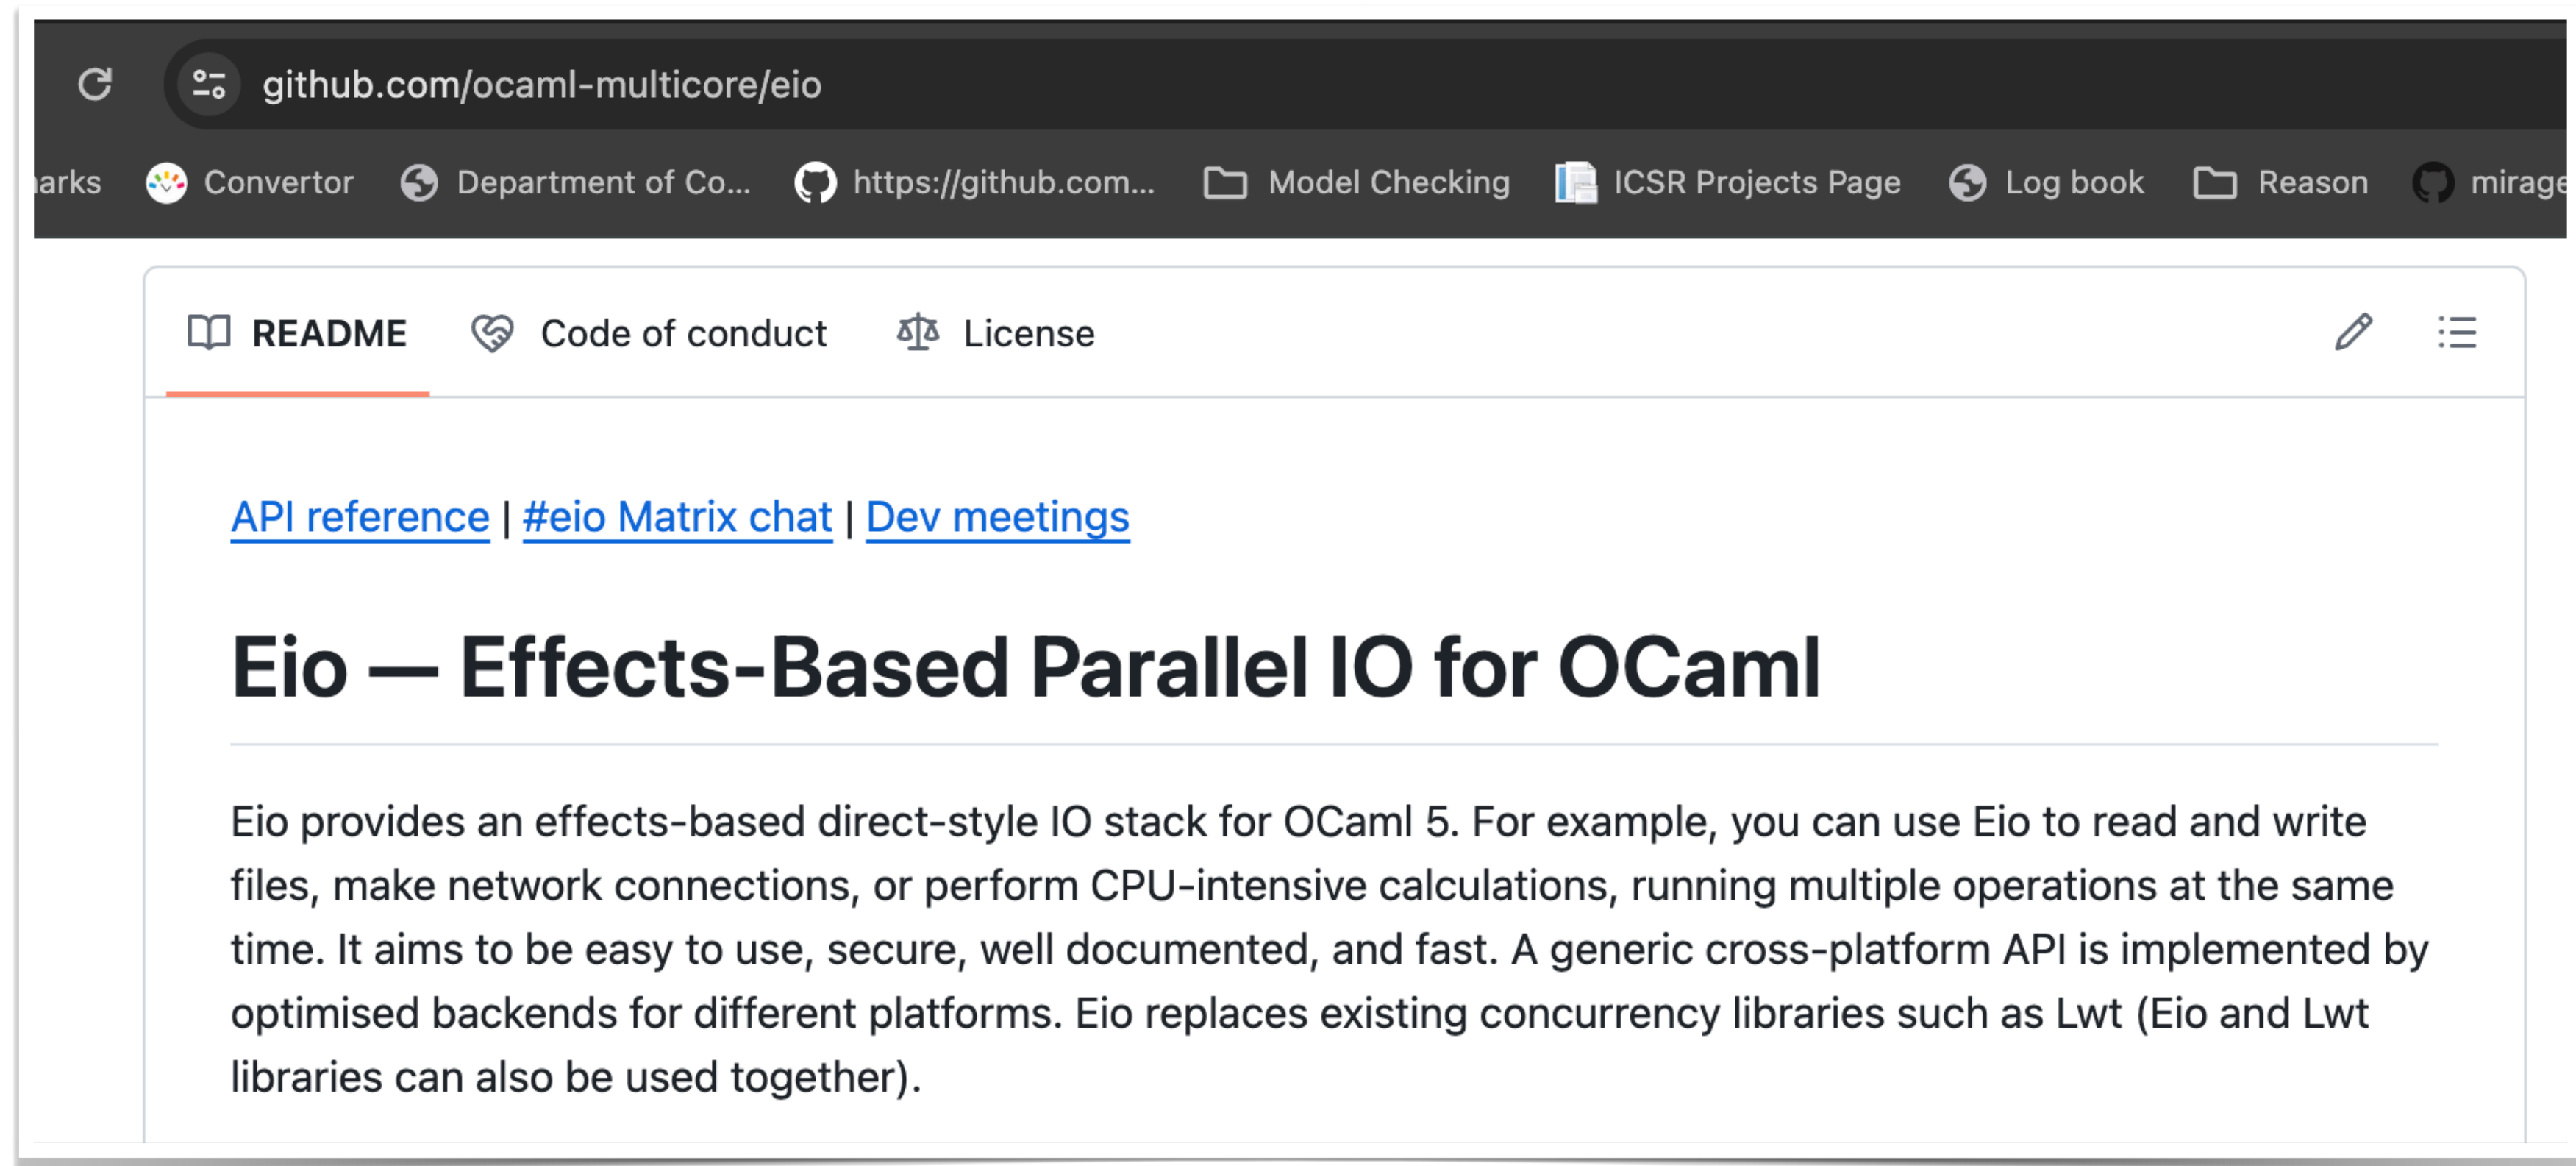 github.com/ocaml-multicore/eio
arks Convertor Department of Co... https://github.com... Model Checking ICSR Projects Page Log book Reason mirage
README Code of conduct License
API reference | #eio Matrix chat | Dev meetings
Eio — Effects-Based Parallel IO for OCaml
Eio provides an effects-based direct-style IO stack for OCaml 5. For example, you can use Eio to read and write
files, make network connections, or perform CPU-intensive calculations, running multiple operations at the same
time. It aims to be easy to use, secure, well documented, and fast. A generic cross-platform API is implemented by
optimised backends for different platforms. Eio replaces existing concurrency libraries such as Lwt (Eio and Lwt
libraries can also be used together).